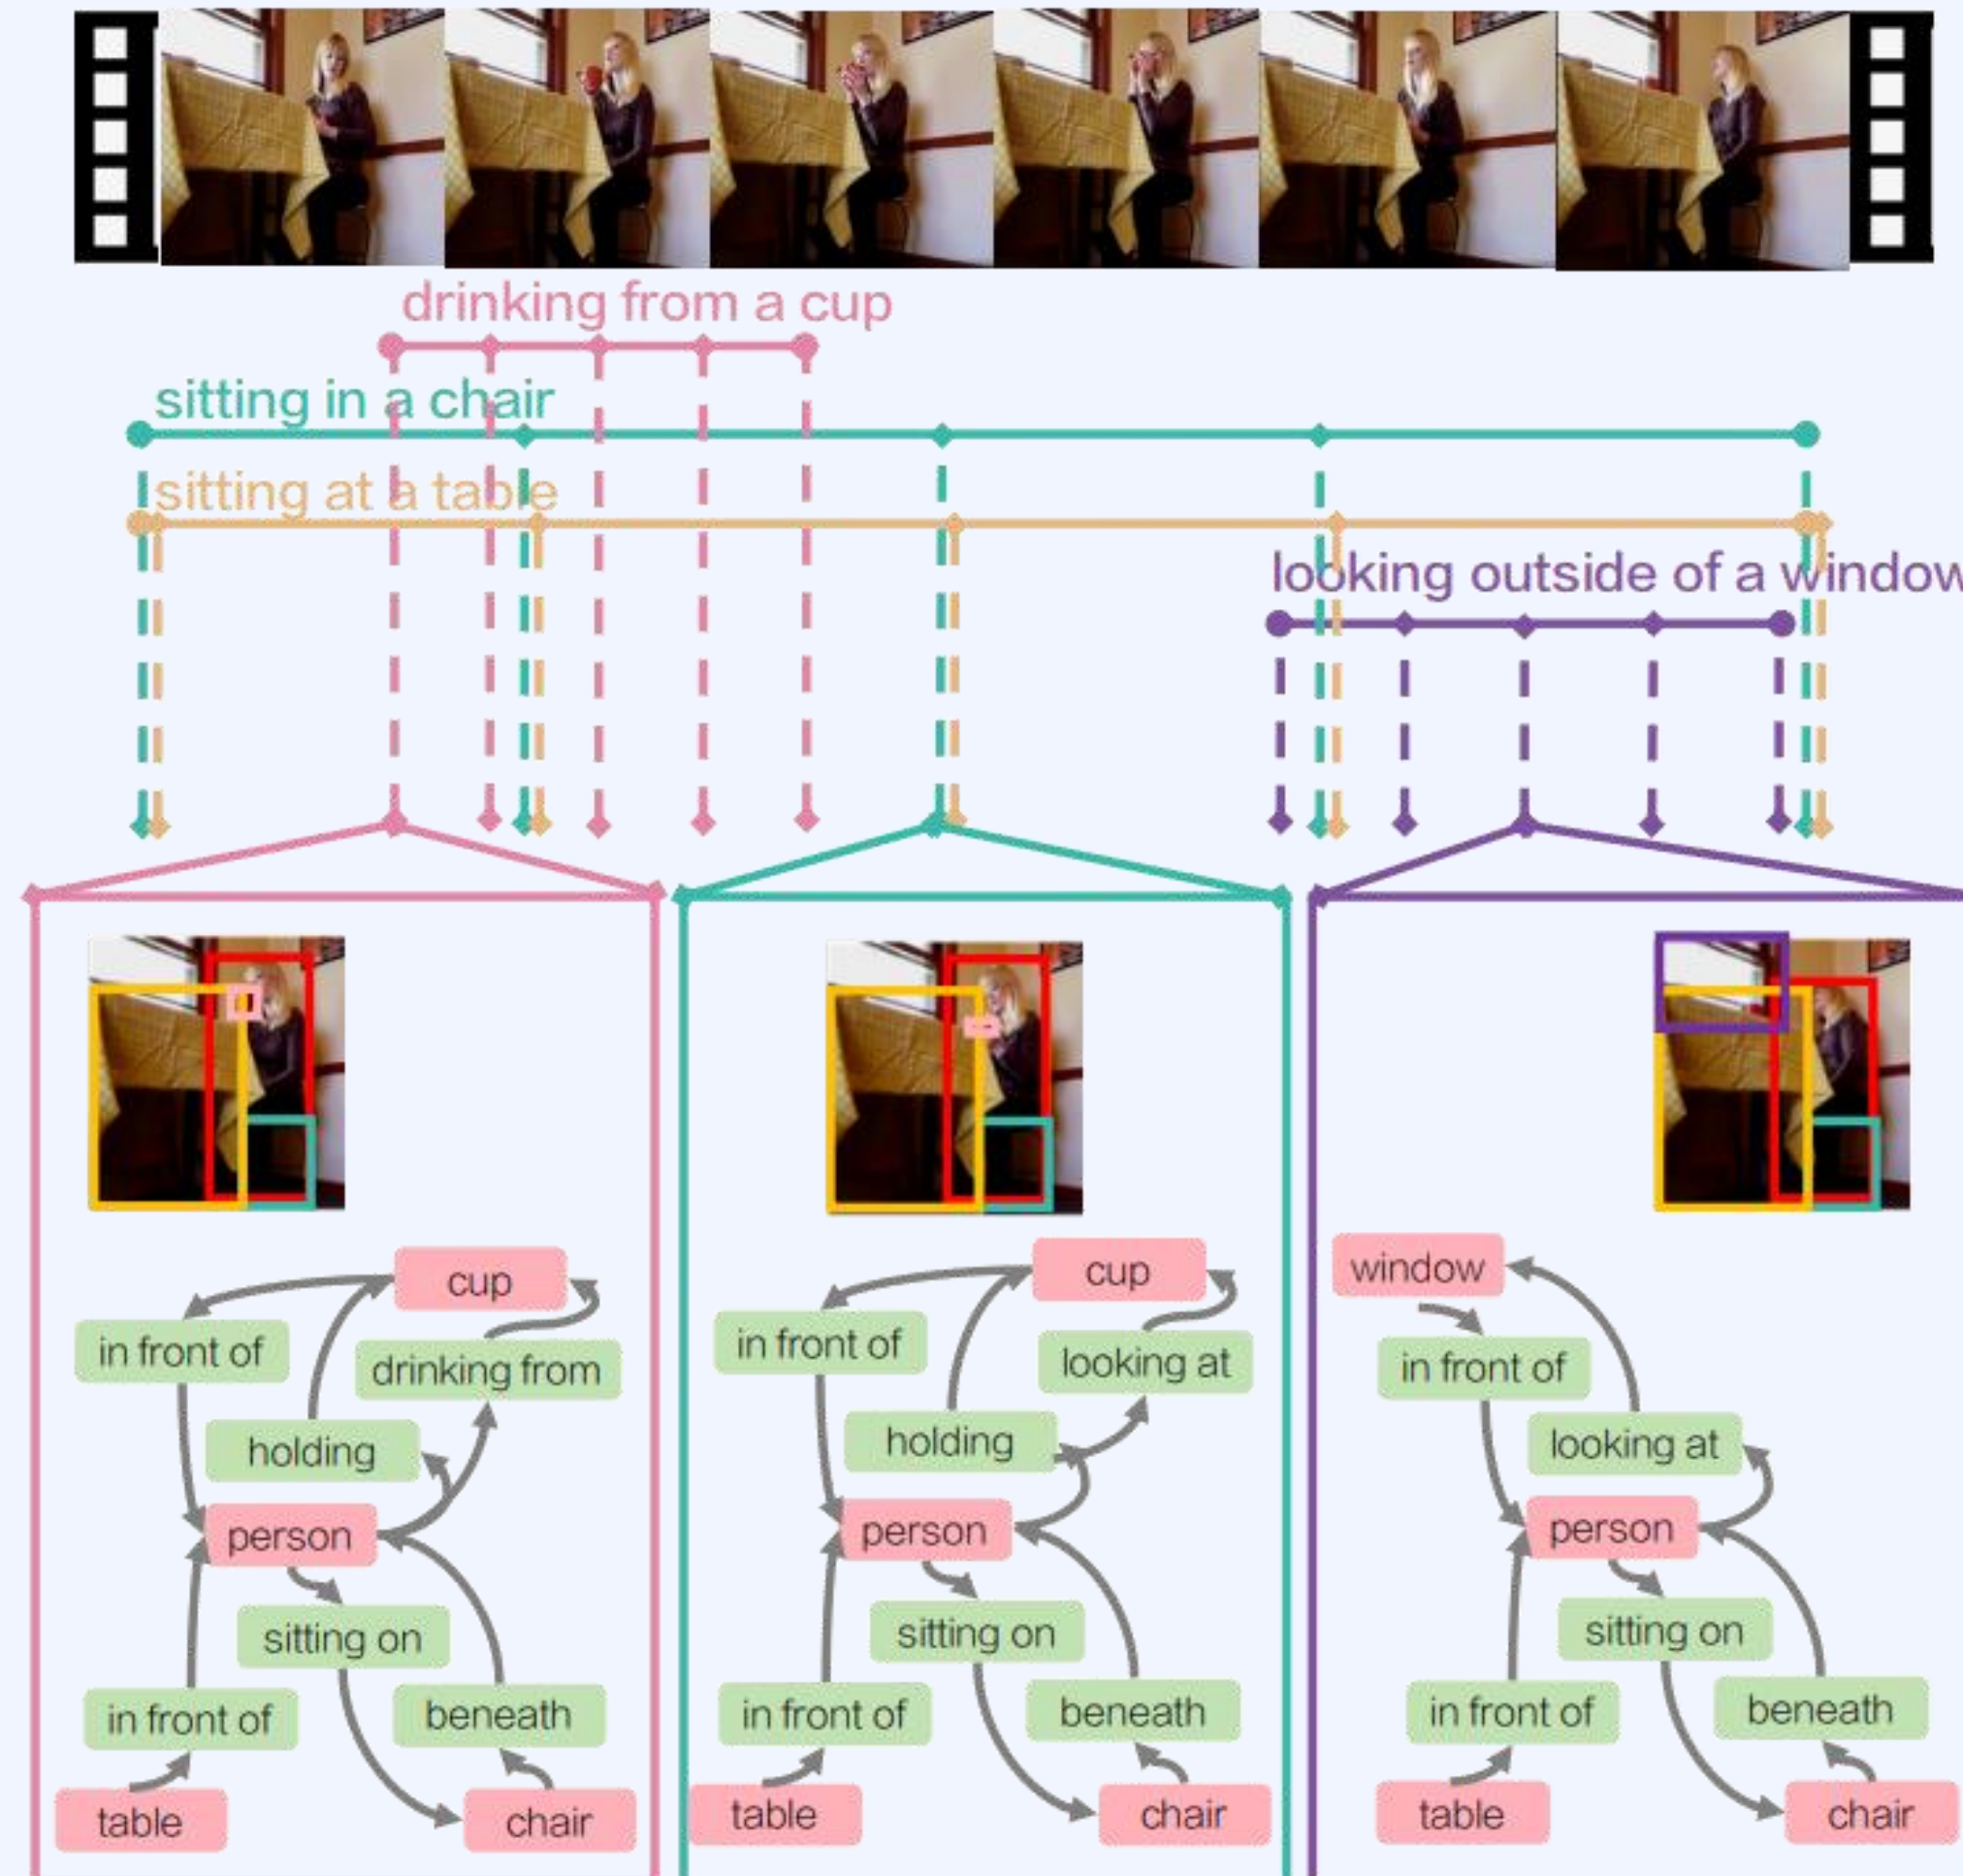 drinking from a cup
sitting in a chair
sitting at a table
looking outside of a window
cup
in front of
drinking from
holding
person
sitting on
in front of
beneath
table
chair
cup
in front of
looking at
holding
person
sitting on
in front of
beneath
table
chair
window
in front of
looking at
person
sitting on
in front of
beneath
table
chair